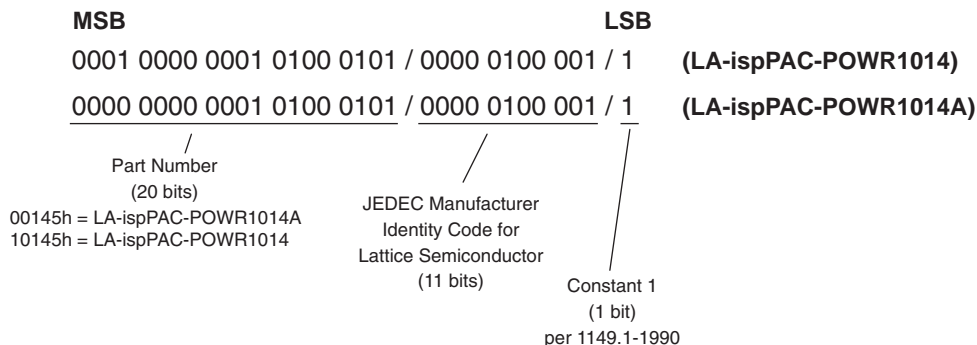 MSB LSB
0001 0000 0001 0100 0101 / 0000 0100 001 / 1 (LA-ispPAC-POWR1014)
0000 0000 0001 0100 0101 / 0000 0100 001 / 1 (LA-ispPAC-POWR1014A)
Part Number
(20 bits)
00145h = LA-ispPAC-POWR1014A
10145h = LA-ispPAC-POWR1014
JEDEC Manufacturer
Identity Code for
Lattice Semiconductor
(11 bits)
Constant 1
(1 bit)
per 1149.1-1990